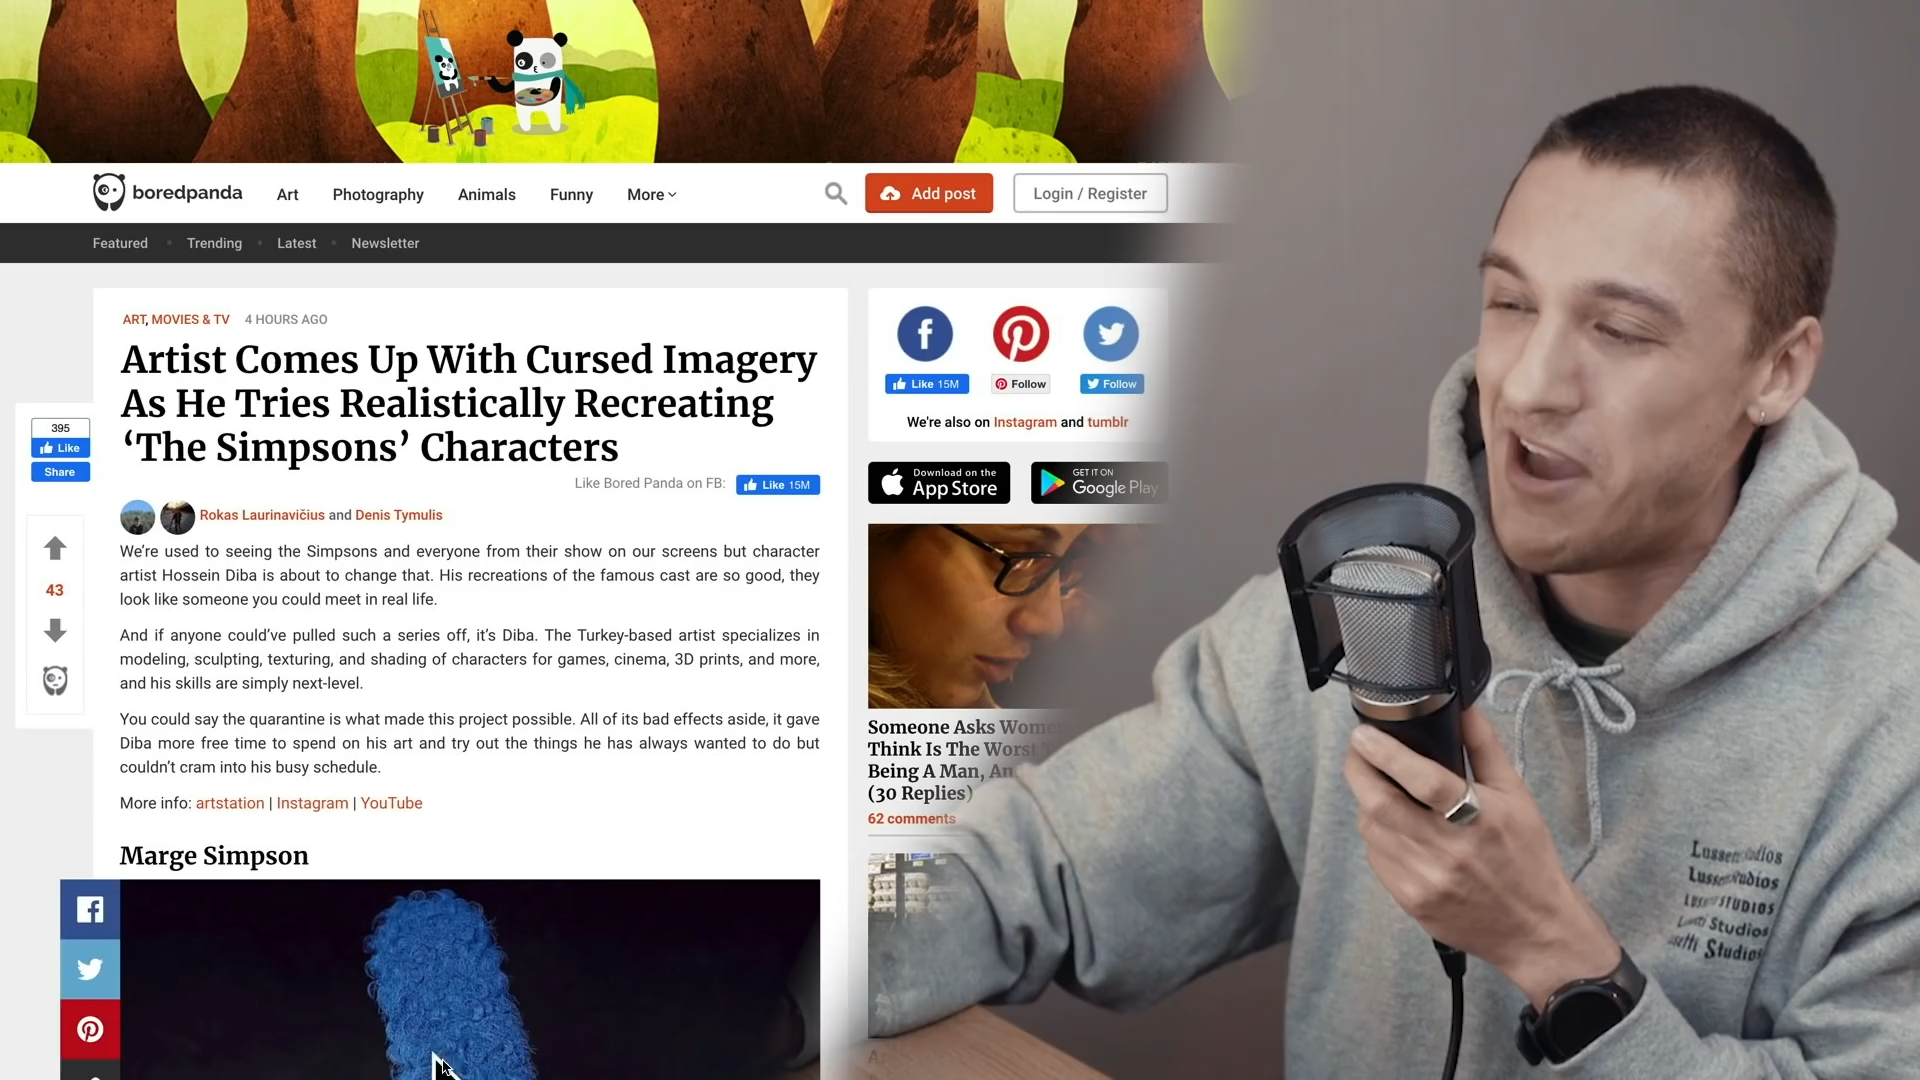 boredpanda
Art
Photography
Animals
Funny
More
Add post
Login / Register
Featured
Trending
Latest
Newsletter
ART, MOVIES & TV 4 HOURS AGO
Artist Comes Up With Cursed Imagery
As He Tries Realistically Recreating
‘The Simpsons’ Characters
Like Bored Panda on FB:
Like 15M
395
Like
Share
43
Rokas Laurinavičius and Denis Tymulis
We’re used to seeing the Simpsons and everyone from their show on our screens but character
artist Hossein Diba is about to change that. His recreations of the famous cast are so good, they
look like someone you could meet in real life.
And if anyone could’ve pulled such a series off, it’s Diba. The Turkey-based artist specializes in
modeling, sculpting, texturing, and shading of characters for games, cinema, 3D prints, and more,
and his skills are simply next-level.
You could say the quarantine is what made this project possible. All of its bad effects aside, it gave
Diba more free time to spend on his art and try out the things he has always wanted to do but
couldn’t cram into his busy schedule.
More info: artstation | Instagram | YouTube
Marge Simpson
Like 15M
Follow
Follow
We're also on Instagram and tumblr
Download on the
App Store
GET IT ON
Google Play
Someone Asks
Think Is The Worst
Being A Man,
(30 Replies)
62 comments
Studios
Studios
STUDIOS
Studios
Studios